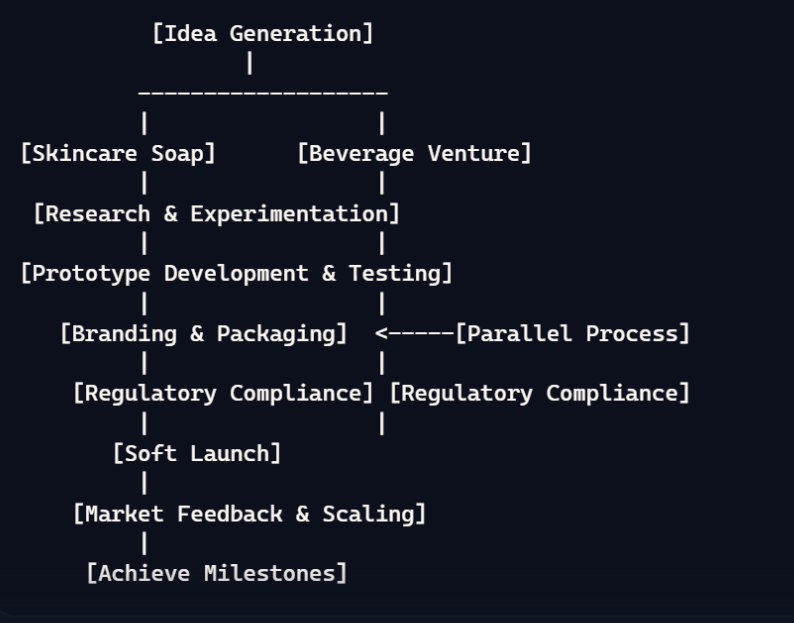 [Idea Generation]
|
-------------------
| |
[Skincare Soap] [Beverage Venture]
| |
[Research & Experimentation]
| |
[Prototype Development & Testing]
| |
[Branding & Packaging] <-----[Parallel Process]
| |
[Regulatory Compliance] [Regulatory Compliance]
| |
[Soft Launch]
|
[Market Feedback & Scaling]
|
[Achieve Milestones]